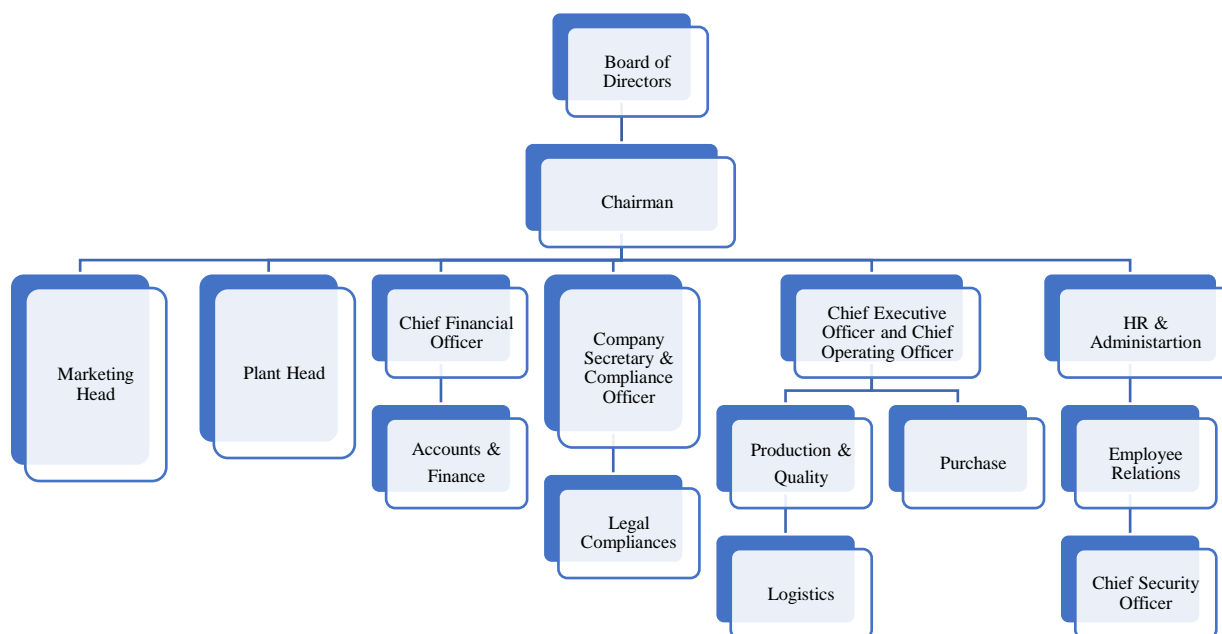 Board of
Directors
Chairman
Marketing
Head
Plant Head
Chief Financial
Officer
Accounts &
Finance
Company
Secretary &
Compliance
Officer
Legal
Compliances
Chief Executive
Officer and Chief
Operating Officer
Production &
Quality
Logistics
Purchase
HR &
Administartion
Employee
Relations
Chief Security
Officer